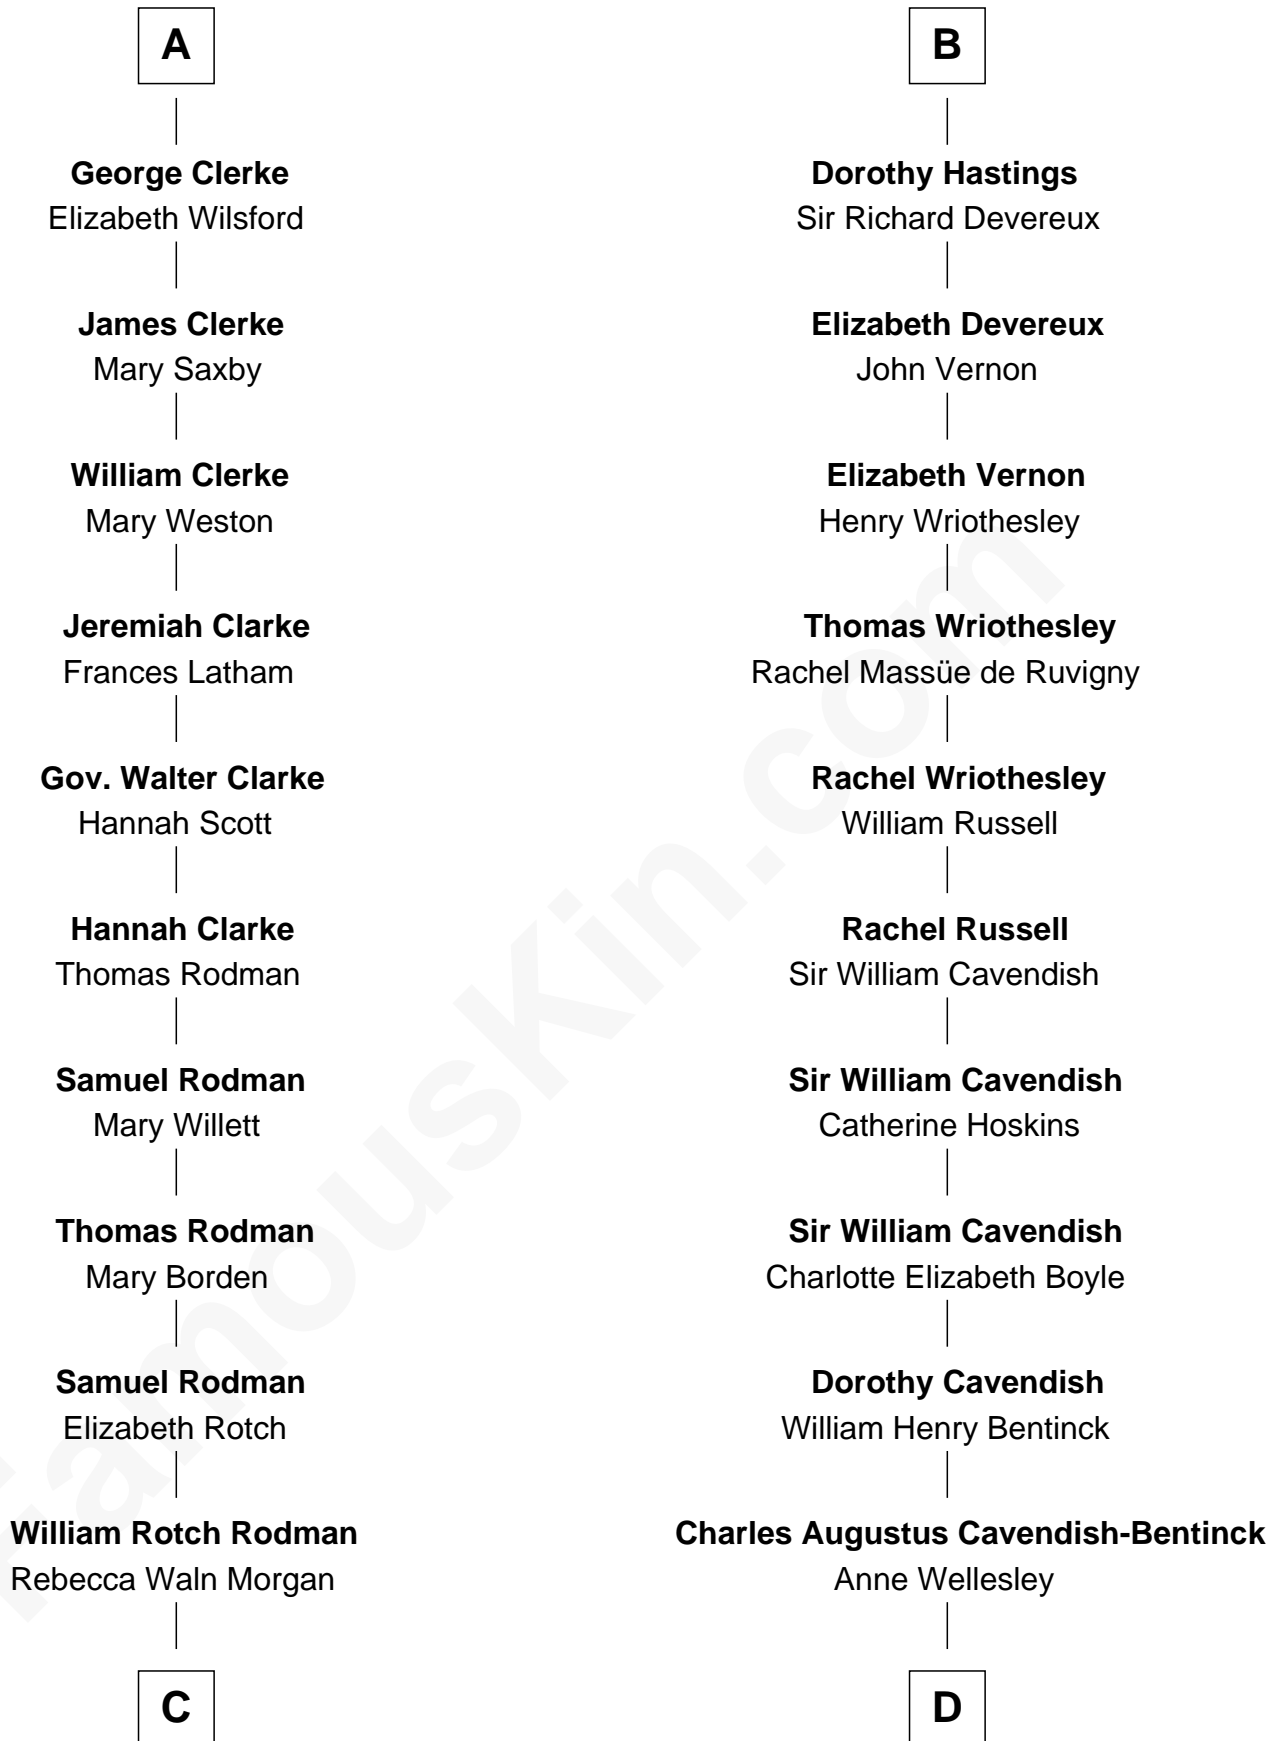 A
George Clerke
Elizabeth Wilsford
James Clerke
Mary Saxby
William Clerke
Mary Weston
Jeremiah Clarke
Frances Latham
Gov. Walter Clarke
Hannah Scott
Hannah Clarke
Thomas Rodman
Samuel Rodman
Mary Willett
Thomas Rodman
Mary Borden
Samuel Rodman
Elizabeth Rotch
William Rotch Rodman
Rebecca Waln Morgan
C
B
Dorothy Hastings
Sir Richard Devereux
Elizabeth Devereux
John Vernon
Elizabeth Vernon
Henry Wriothesley
Thomas Wriothesley
Rachel Massüe de Ruvigny
Rachel Wriothesley
William Russell
Rachel Russell
Sir William Cavendish
Sir William Cavendish
Catherine Hoskins
Sir William Cavendish
Charlotte Elizabeth Boyle
Dorothy Cavendish
William Henry Bentinck
Charles Augustus Cavendish-Bentinck
Anne Wellesley
D
FamousKin.com